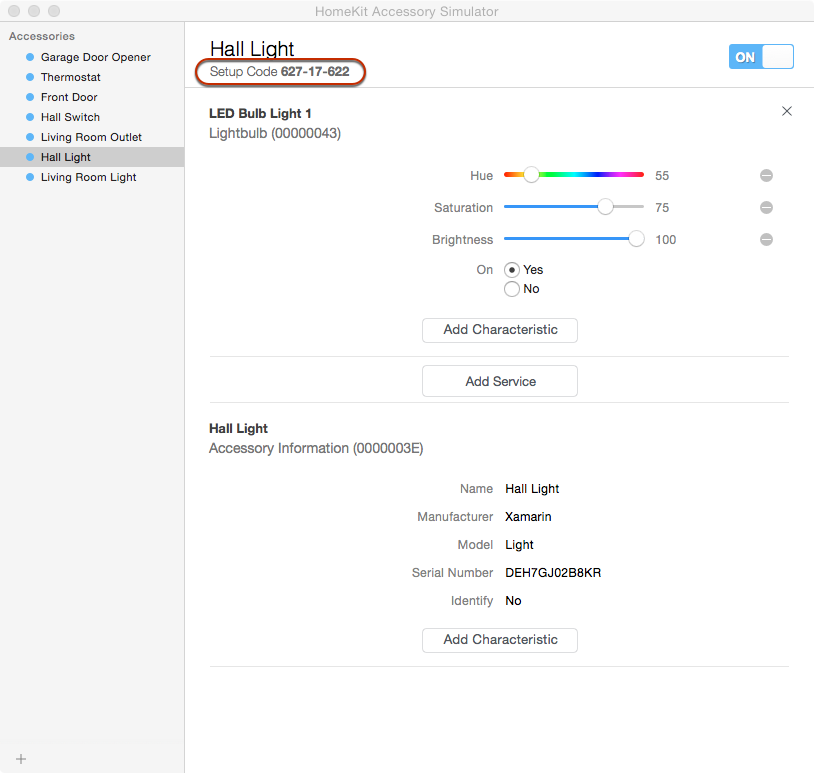 HomeKit Accessory Simulator
Accessories
Garage Door Opener
Thermostat
Front Door
Hall Switch
Living Room Outlet
Hall Light
Living Room Light
Hall Light
Setup Code 627-17-622
ON
LED Bulb Light 1
Lightbulb (00000043)
Hue 55
Saturation 75
Brightness 100
On Yes
No
Add Characteristic
Add Service
Hall Light
Accessory Information (0000003E)
Name Hall Light
Manufacturer Xamarin
Model Light
Serial Number DEH7GJ02B8KR
Identify No
Add Characteristic